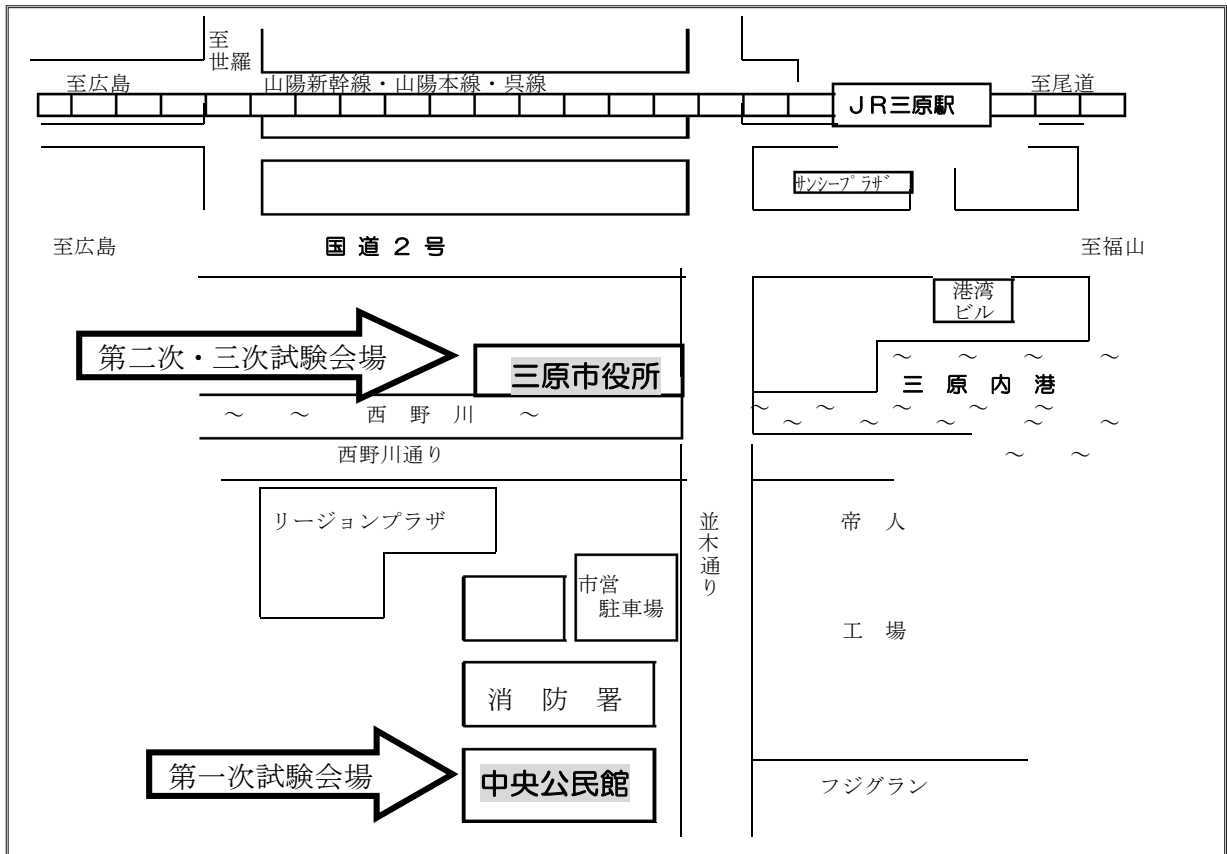 至
世羅
至広島
山陽新幹線・山陽本線・呉線
至尾道
JR三原駅
ｻﾝｼｰﾌﾟﾗｻﾞ
至広島
国道2号
至福山
港湾
ビル
第二次・三次試験会場
三原市役所
三原内港
～ ～ 西野川 ～
西野川通り
リージョンプラザ
並木通り
帝人
市営
駐車場
工場
消防署
第一次試験会場
中央公民館
フジグラン